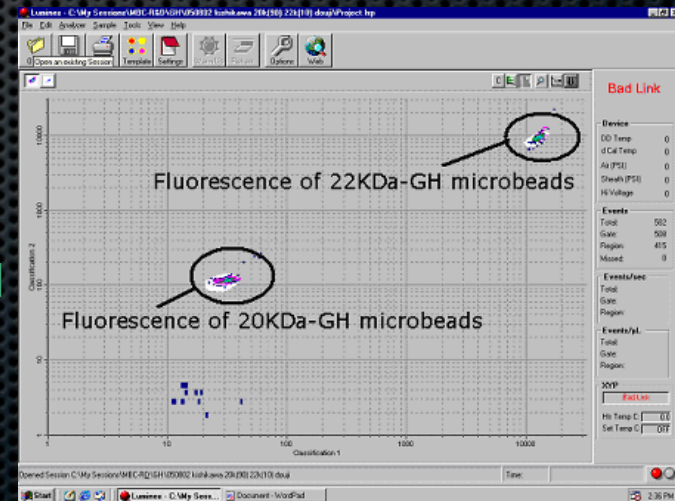 Luminex - C:\My Sessions\MBC-R&D\GH\050802 kishikawa 20k(90) 22k(10) douji\Project lxp
File Edit Analyzer Sample Tools View Help
Open an existing Session
Template Settings Options Web
Bad Link
Device
DD Temp 0
d Cal Temp 0
Air (PSI) 0
Sheath (PSI) 0
Hi Voltage 0
Events
Total: 582
Gate: 508
Region: 415
Missed: 0
Events/sec
Total:
Gate:
Region:
Events/µL
Total:
Gate:
Region:
XYP
Bad Link
Htr Temp C: 0.0
Set Temp C: OFF
Fluorescence of 22KDa-GH microbeads
Fluorescence of 20KDa-GH microbeads
Classification 2
10000
1000
100
10
1
1 10 100 1000 10000
Classification 1
Opened Session C:\My Sessions\MBC-R&D\GH\050802 kishikawa 20k(90) 22k(10) douji
Time:
Start Luminex - C:\My Sess... Document - WordPad 2:36 PM